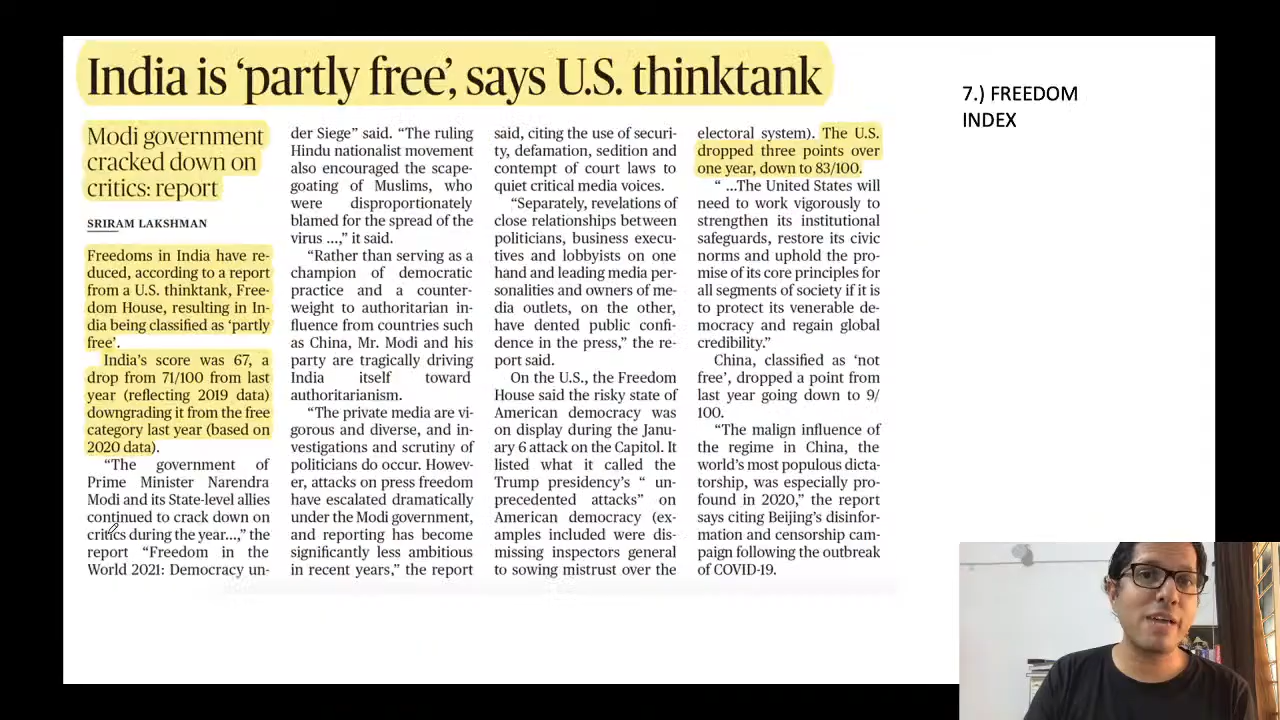 India is ‘partly free’, says U.S. thinktank
Modi government
cracked down on
critics: report
SRIRAM LAKSHMAN
Freedoms in India have re-
duced, according to a report
from a U.S. thinktank, Free-
dom House, resulting in In-
dia being classified as ‘partly
free’.
India’s score was 67, a
drop from 71/100 from last
year (reflecting 2019 data)
downgrading it from the free
category last year (based on
2020 data).
“The government of
Prime Minister Narendra
Modi and its State-level allies
continued to crack down on
critics during the year...,” the
report “Freedom in the
World 2021: Democracy un-
der Siege” said. “The ruling
Hindu nationalist movement
also encouraged the scape-
goating of Muslims, who
were disproportionately
blamed for the spread of the
virus ...,” it said.
“Rather than serving as a
champion of democratic
practice and a counter-
weight to authoritarian in-
fluence from countries such
as China, Mr. Modi and his
party are tragically driving
India itself toward
authoritarianism.
“The private media are vi-
gorous and diverse, and in-
vestigations and scrutiny of
politicians do occur. Howev-
er, attacks on press freedom
have escalated dramatically
under the Modi government,
and reporting has become
significantly less ambitious
in recent years,” the report
said, citing the use of securi-
ty, defamation, sedition and
contempt of court laws to
quiet critical media voices.
“Separately, revelations of
close relationships between
politicians, business execu-
tives and lobbyists on one
hand and leading media per-
sonalities and owners of me-
dia outlets, on the other,
have dented public confi-
dence in the press,” the re-
port said.
On the U.S., the Freedom
House said the risky state of
American democracy was
on display during the Janu-
ary 6 attack on the Capitol. It
listed what it called the
Trump presidency’s “ un-
precedented attacks” on
American democracy (ex-
amples included were dis-
missing inspectors general
to sowing mistrust over the
electoral system). The U.S.
dropped three points over
one year, down to 83/100.
“ ...The United States will
need to work vigorously to
strengthen its institutional
safeguards, restore its civic
norms and uphold the pro-
mise of its core principles for
all segments of society if it is
to protect its venerable de-
mocracy and regain global
credibility.”
China, classified as ‘not
free’, dropped a point from
last year going down to 9/
100.
“The malign influence of
the regime in China, the
world’s most populous dicta-
torship, was especially pro-
found in 2020,” the report
says citing Beijing’s disinfor-
mation and censorship cam-
paign following the outbreak
of COVID-19.
7.) FREEDOM
INDEX